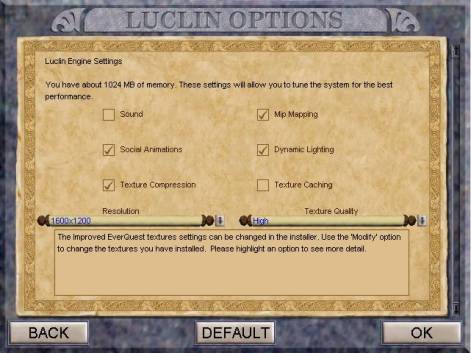 LUCLIN OPTIONS
Luclin Engine Settings
You have about 1024 MB of memory. These settings will allow you to tune the system for the best
performance.
Sound
Mip Mapping
Social Animations
Dynamic Lighting
Texture Compression
Texture Caching
Resolution
Texture Quality
1600x1200
High
The Improved EverQuest textures settings can be changed in the installer. Use the 'Modify' option
to change the textures you have installed. Please highlight an option to see more detail.
BACK
DEFAULT
OK